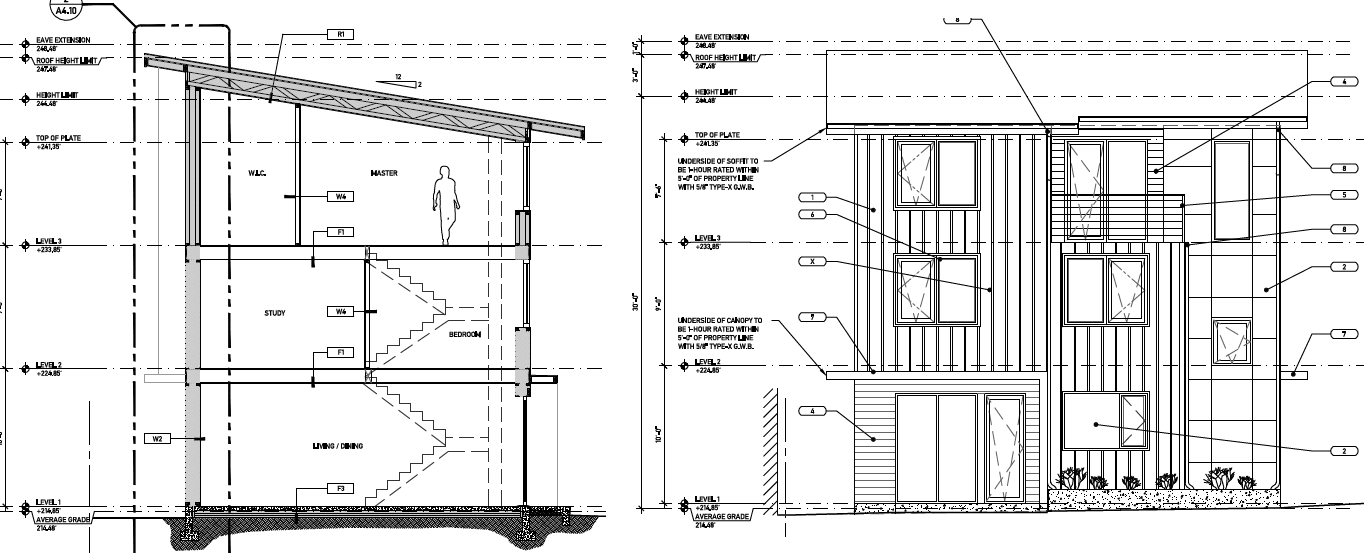 2
A4.10
EAVE EXTENSION
248.48'
ROOF HEIGHT LIMIT
247.48'
HEIGHT LIMIT
244.48'
TOP OF PLATE
+241.35'
LEVEL 3
+233.85'
LEVEL 2
+224.85'
LEVEL 1
+214.85'
AVERAGE GRADE
214.48'
R1
12
2
W.I.C.
MASTER
W4
F1
STUDY
W4
BEDROOM
F1
W2
LIVING / DINING
F3
8
EAVE EXTENSION
248.48'
ROOF HEIGHT LIMIT
247.48'
HEIGHT LIMIT
244.48'
TOP OF PLATE
+241.35'
UNDERSIDE OF SOFFIT TO
BE 1-HOUR RATED WITHIN
5'-0" OF PROPERTY LINE
WITH 5/8" TYPE-X G.W.B.
LEVEL 3
+233.85'
UNDERSIDE OF CANOPY TO
BE 1-HOUR RATED WITHIN
5'-0" OF PROPERTY LINE
WITH 5/8" TYPE-X G.W.B.
LEVEL 2
+224.85'
LEVEL 1
+214.85'
AVERAGE GRADE
214.48'
1'-0"
3'-0"
30'-0"
9'-0"
10'-0"
1
6
X
7
4
4
8
5
8
2
7
2